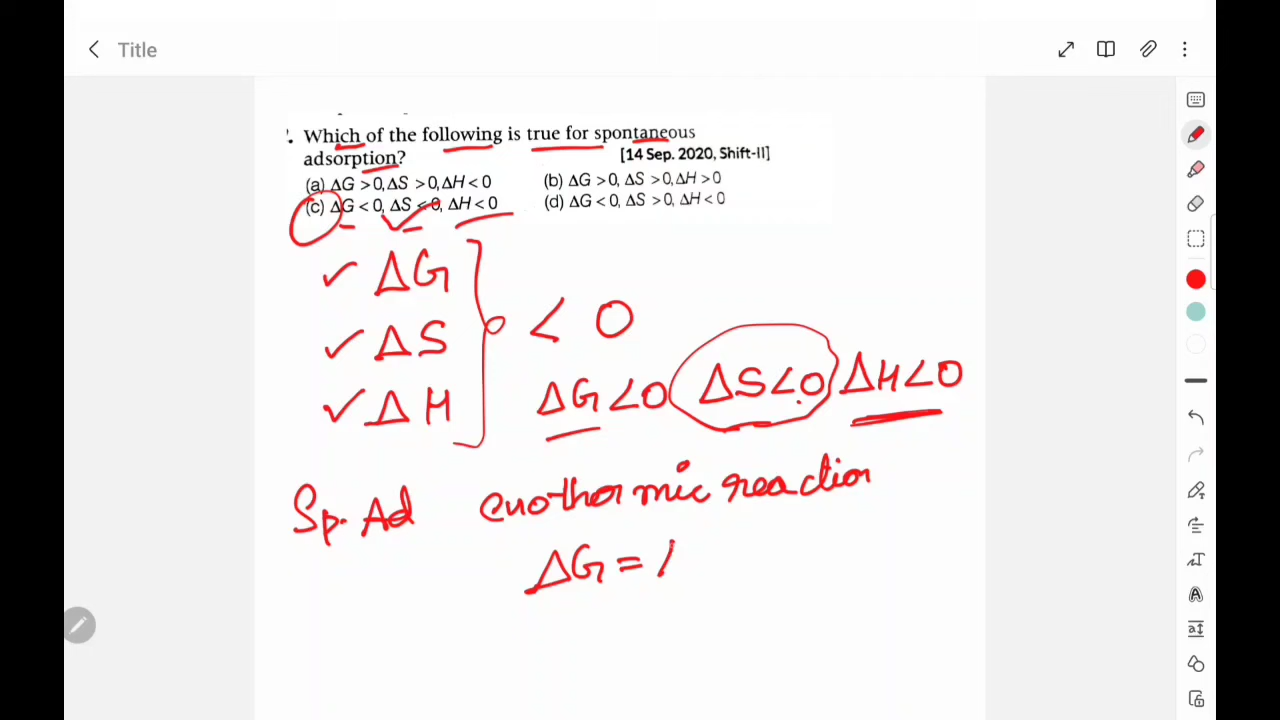 Title
. Which of the following is true for spontaneous
adsorption? [14 Sep. 2020, Shift-II]
(a) ΔG > 0, ΔS > 0, ΔH < 0 (b) ΔG > 0, ΔS > 0, ΔH > 0
(c) ΔG < 0, ΔS < 0, ΔH < 0 (d) ΔG < 0, ΔS > 0, ΔH < 0
✓ ΔG
✓ ΔS < 0
✓ ΔH ΔG < 0 ΔS < 0 ΔH < 0
Sp. Ad exothermic reaction
ΔG =